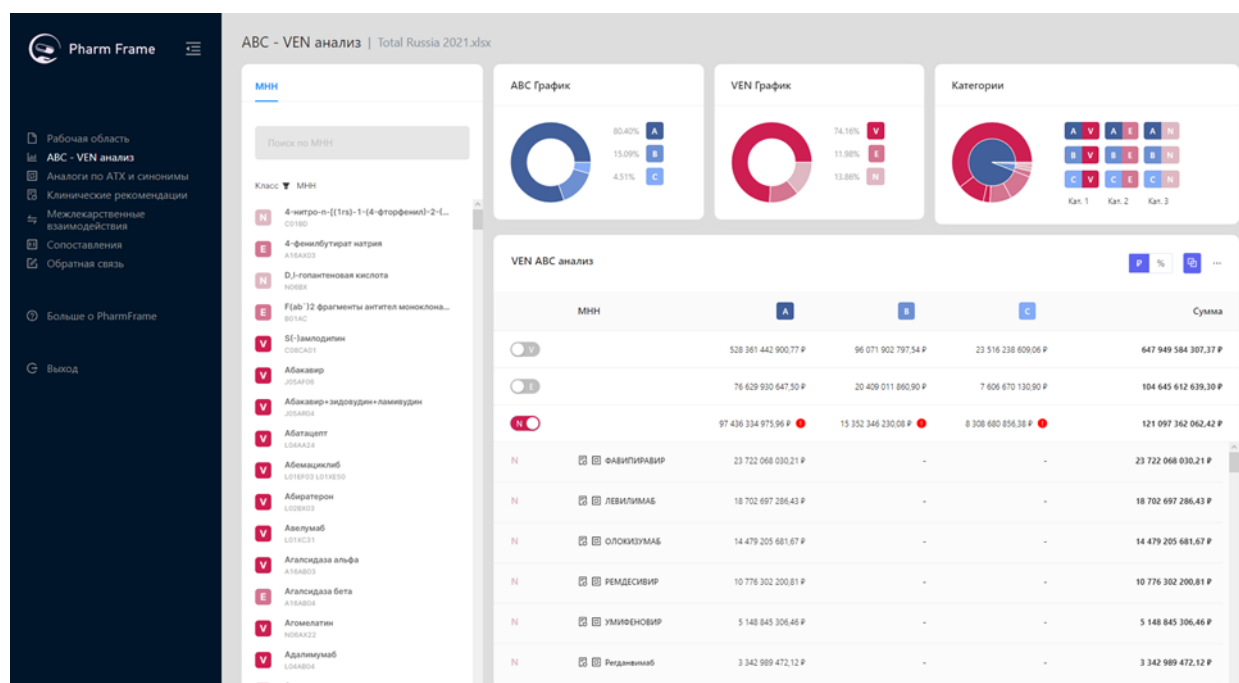 Pharm Frame
Рабочая область
ABC - VEN анализ
Аналоги по АТХ и синонимы
Клинические рекомендации
Межлекарственные
взаимодействия
Сопоставления
Обратная связь
Больше о PharmFrame
Выход
ABC - VEN анализ | Total Russia 2021.xlsx
МНН
Поиск по МНН
Класс МНН
N 4-нитро-n-[(1rs)-1-(4-фторфенил)-2-(...
C01BD
E 4-фенилбутират натрия
A16AX03
N D,l-гопантеновая кислота
N06BX
E F(ab`)2 фрагменты антител моноклона...
B01AC
V S(-)амлодипин
C08CA01
V Абакавир
J05AF06
V Абакавир+зидовудин+ламивудин
J05AR04
V Абатацепт
L04AA24
V Абемациклиб
L01EF03 L01XE50
V Абиратерон
L02BX03
V Авелумаб
L01XC31
V Агалсидаза альфа
A16AB03
E Агалсидаза бета
A16AB04
V Агомелатин
N06AX22
V Адалимумаб
L04AB04
ABC График
80.40% A
15.09% B
4.51% C
VEN График
74.16% V
11.98% E
13.86% N
Категории
A V A E A N
B V B E B N
C V C E C N
Кат. 1 Кат. 2 Кат. 3
VEN ABC анализ
₽ % ...
МНН A B C Сумма
V 528 361 442 900,77 ₽ 96 071 902 797,54 ₽ 23 516 238 609,06 ₽ 647 949 584 307,37 ₽
E 76 629 930 647,50 ₽ 20 409 011 860,90 ₽ 7 606 670 130,90 ₽ 104 645 612 639,30 ₽
N 97 436 334 975,96 ₽ ! 15 352 346 230,08 ₽ ! 8 308 680 856,38 ₽ ! 121 097 362 062,42 ₽
N ФАВИПИРАВИР 23 722 068 030,21 ₽ - - 23 722 068 030,21 ₽
N ЛЕВИЛИМАБ 18 702 697 286,43 ₽ - - 18 702 697 286,43 ₽
N ОЛОКИЗУМАБ 14 479 205 681,67 ₽ - - 14 479 205 681,67 ₽
N РЕМДЕСИВИР 10 776 302 200,81 ₽ - - 10 776 302 200,81 ₽
N УМИФЕНОВИР 5 148 845 306,46 ₽ - - 5 148 845 306,46 ₽
N Регданвимаб 3 342 989 472,12 ₽ - - 3 342 989 472,12 ₽